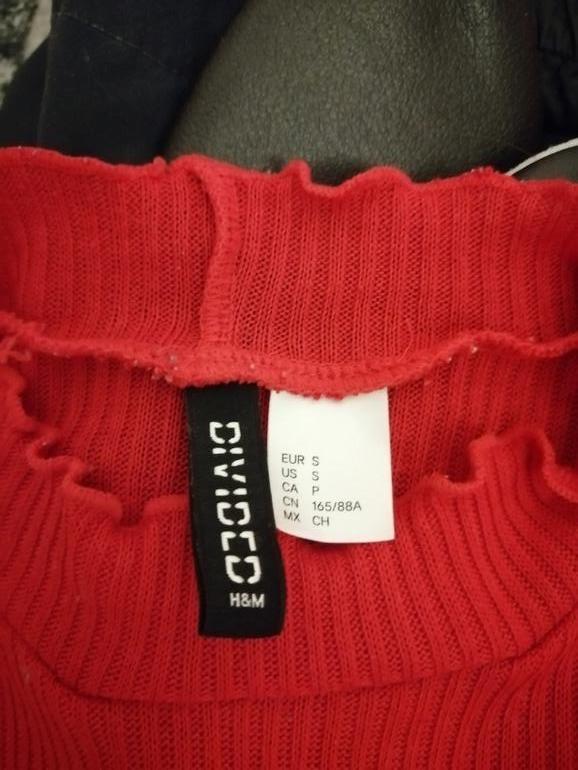 DIVIDED
H&M
EUR S
US S
CA P
CN 165/88A
MX CH